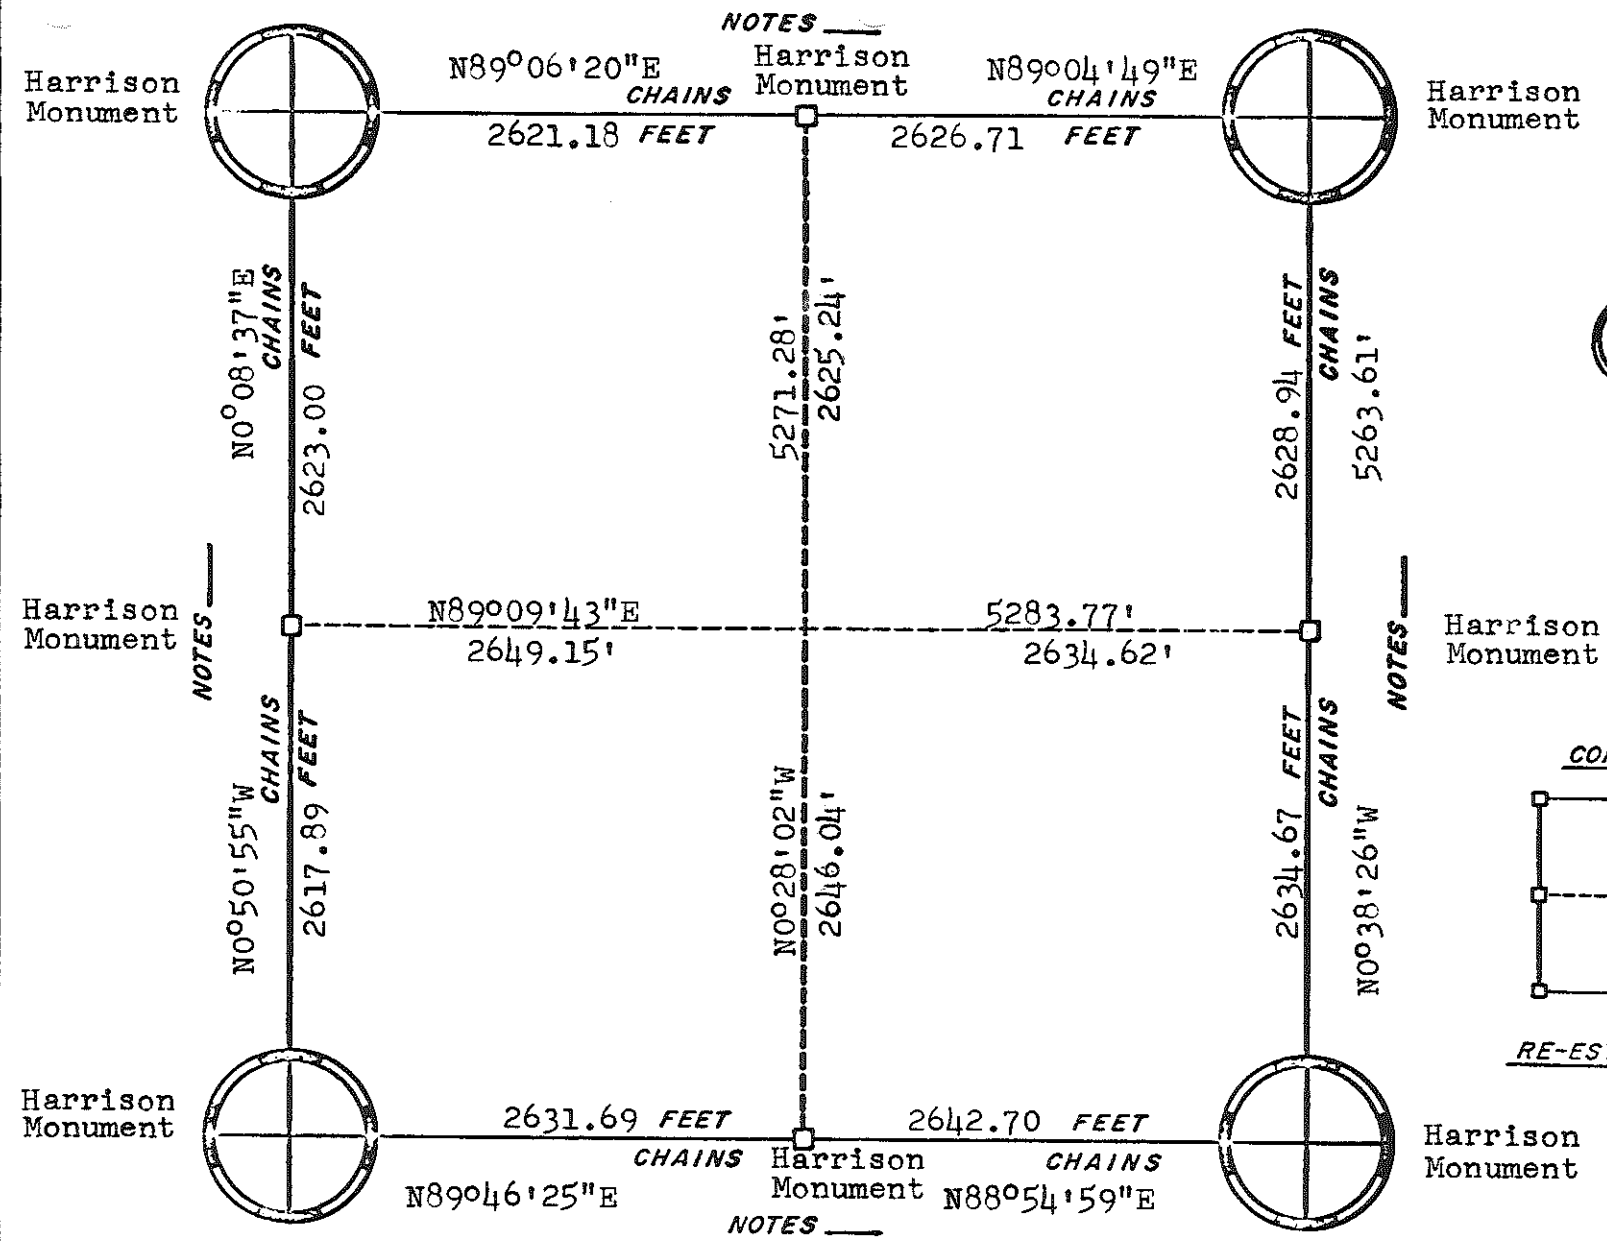 NOTES
Harrison
Monument
N89°06'20"E
CHAINS
2621.18 FEET
Harrison
Monument
N89°04'49"E
CHAINS
2626.71 FEET
Harrison
Monument
N0°08'37"E
CHAINS
2623.00 FEET
5271.28'
2625.24'
2628.94 FEET
CHAINS
5263.61'
Harrison
Monument
NOTES
N89°09'43"E
2649.15'
5283.77'
2634.62'
NOTES
Harrison
Monument
N0°50'55"W
CHAINS
2617.89 FEET
N0°28'02"W
2646.04'
2634.67 FEET
CHAINS
N0°38'26"W
Harrison
Monument
2631.69 FEET
CHAINS
N89°46'25"E
Harrison
Monument
2642.70 FEET
CHAINS
N88°54'59"E
Harrison
Monument
NOTES